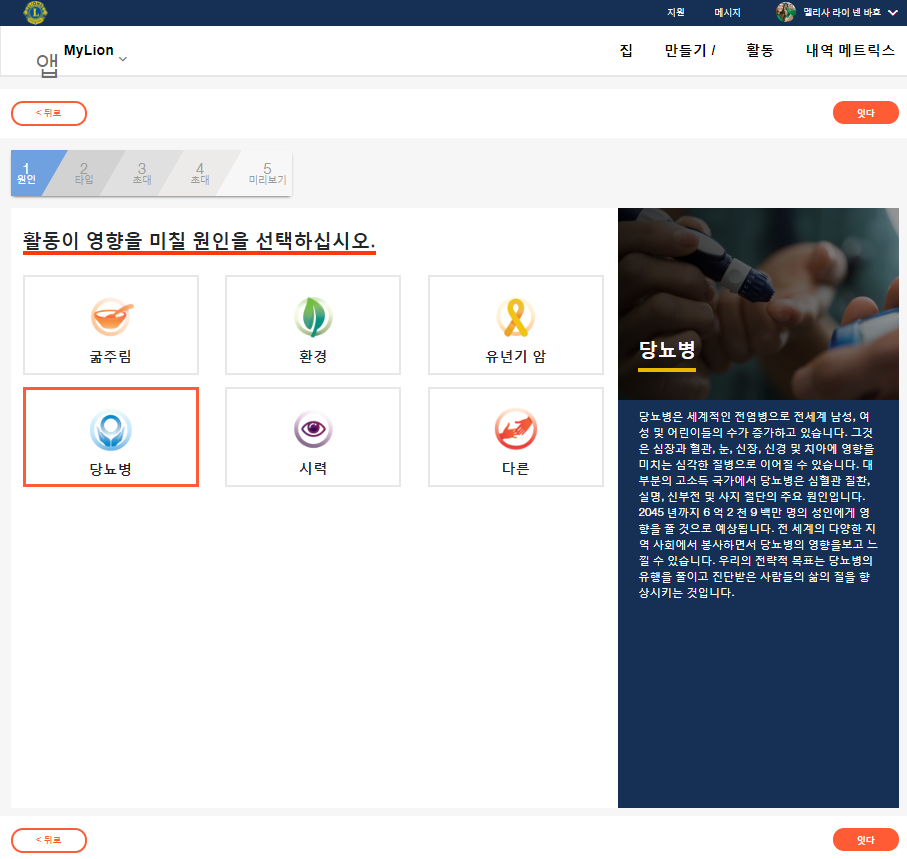 지원 메시지 멜리사 라이 넨 바흐
앱 MyLion
집 만들기 / 활동 내역 메트릭스
< 뒤로 잇다
1 2 3 4 5
원인 타입 초대 초대 미리보기
활동이 영향을 미칠 원인을 선택하십시오.
굶주림 환경 유년기 암
당뇨병 시력 다른
당뇨병
당뇨병은 세계적인 전염병으로 전세계 남성, 여
성 및 어린이들의 수가 증가하고 있습니다. 그것
은 심장과 혈관, 눈, 신장, 신경 및 치아에 영향을
미치는 심각한 질병으로 이어질 수 있습니다. 대
부분의 고소득 국가에서 당뇨병은 심혈관 질환,
실명, 신부전 및 사지 절단의 주요 원인입니다.
2045 년까지 6 억 2 천 9 백만 명의 성인에게 영
향을 줄 것으로 예상됩니다. 전 세계의 다양한 지
역 사회에서 봉사하면서 당뇨병의 영향을보고 느
낄 수 있습니다. 우리의 전략적 목표는 당뇨병의
유행을 줄이고 진단받은 사람들의 삶의 질을 향
상시키는 것입니다.
< 뒤로 잇다